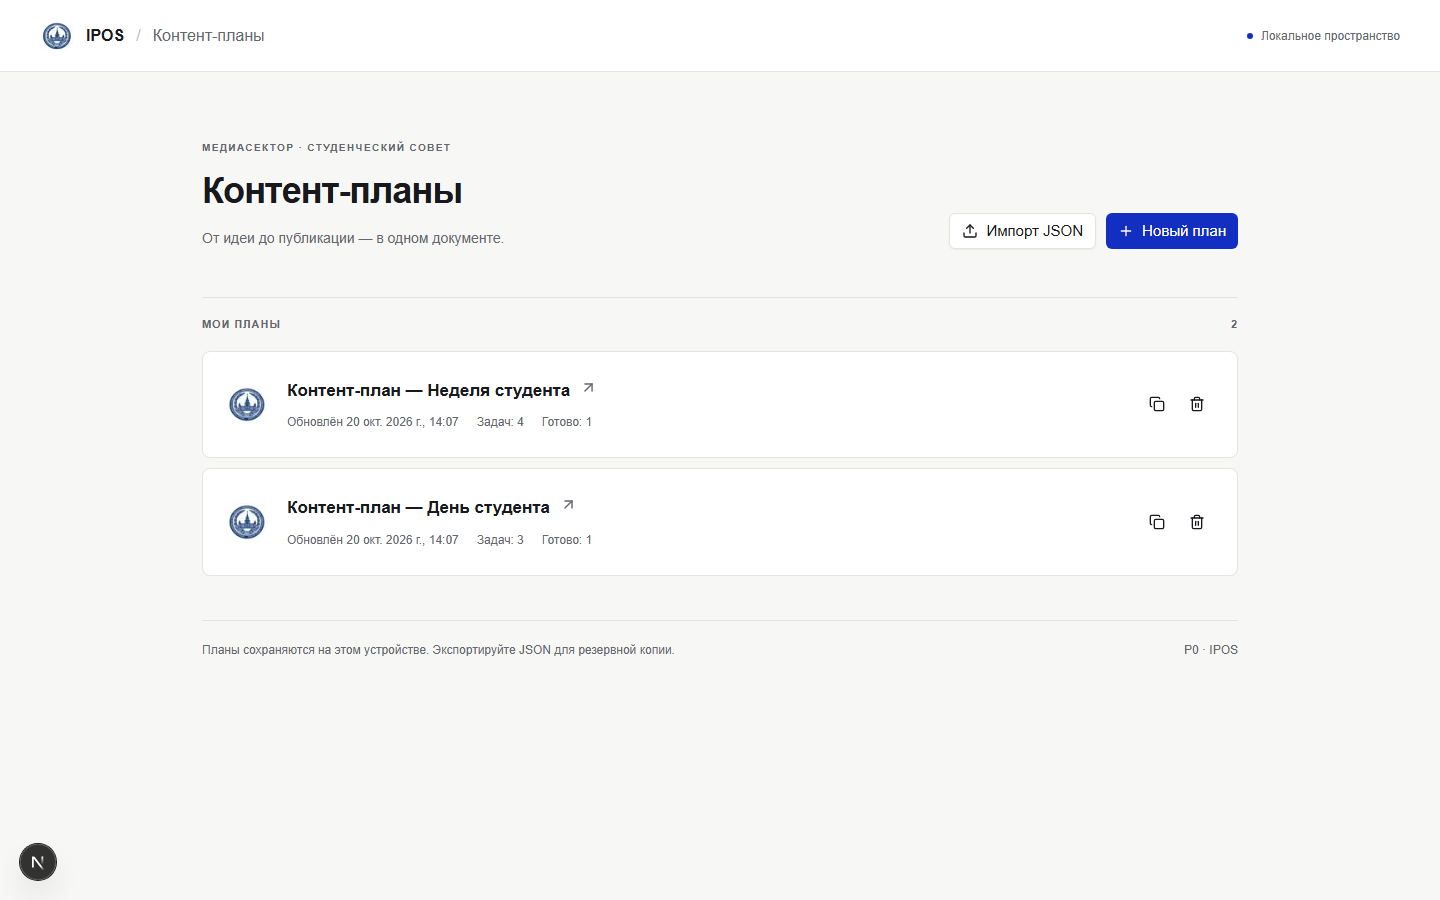 IPOS / Контент-планы
Локальное пространство
МЕДИАСЕКТОР · СТУДЕНЧЕСКИЙ СОВЕТ
Контент-планы
От идеи до публикации — в одном документе.
Импорт JSON
Новый план
МОИ ПЛАНЫ
2
Контент-план — Неделя студента
Обновлён 20 окт. 2026 г., 14:07 Задач: 4 Готово: 1
Контент-план — День студента
Обновлён 20 окт. 2026 г., 14:07 Задач: 3 Готово: 1
Планы сохраняются на этом устройстве. Экспортируйте JSON для резервной копии.
P0 · IPOS
N